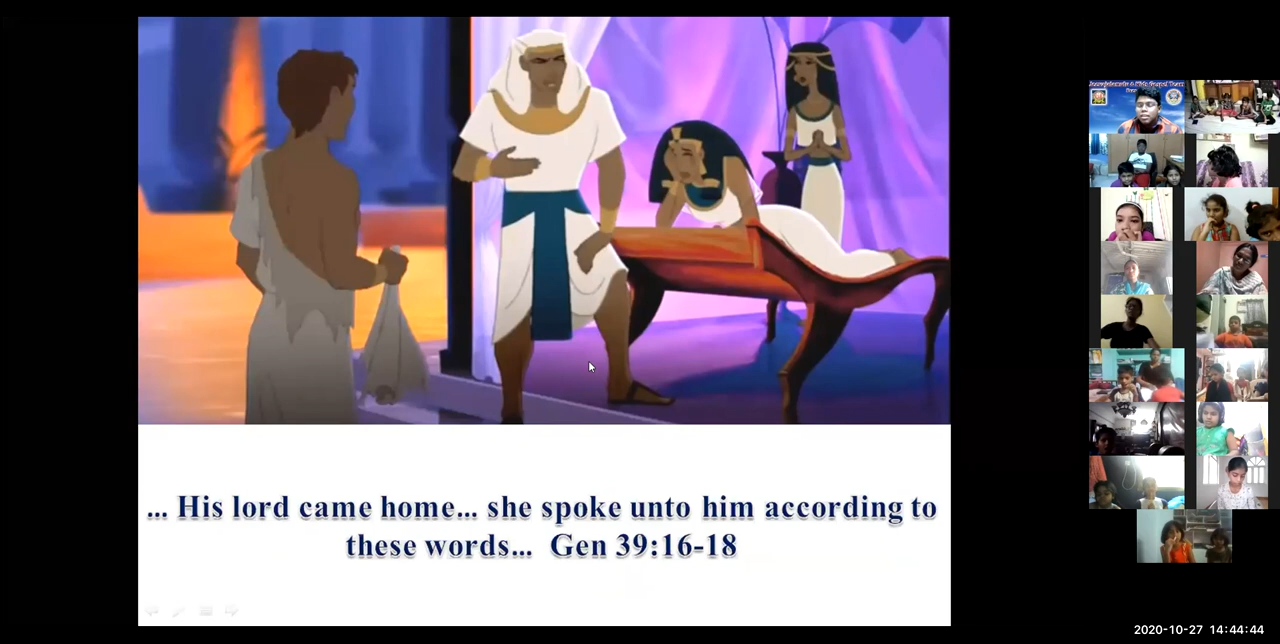 ... His lord came home... she spoke unto him according to
these words... Gen 39:16-18
2020-10-27 14:44:44